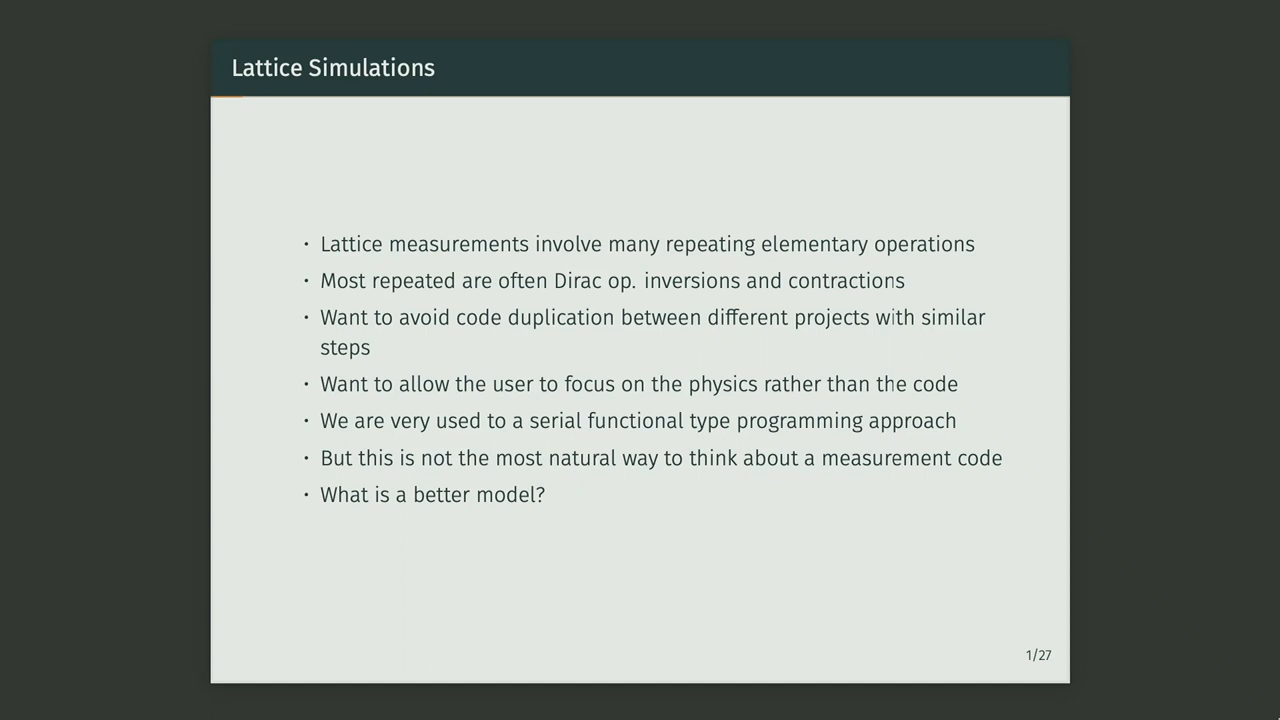 Lattice Simulations
• Lattice measurements involve many repeating elementary operations
• Most repeated are often Dirac op. inversions and contractions
• Want to avoid code duplication between different projects with similar
steps
• Want to allow the user to focus on the physics rather than the code
• We are very used to a serial functional type programming approach
• But this is not the most natural way to think about a measurement code
• What is a better model?
1/27